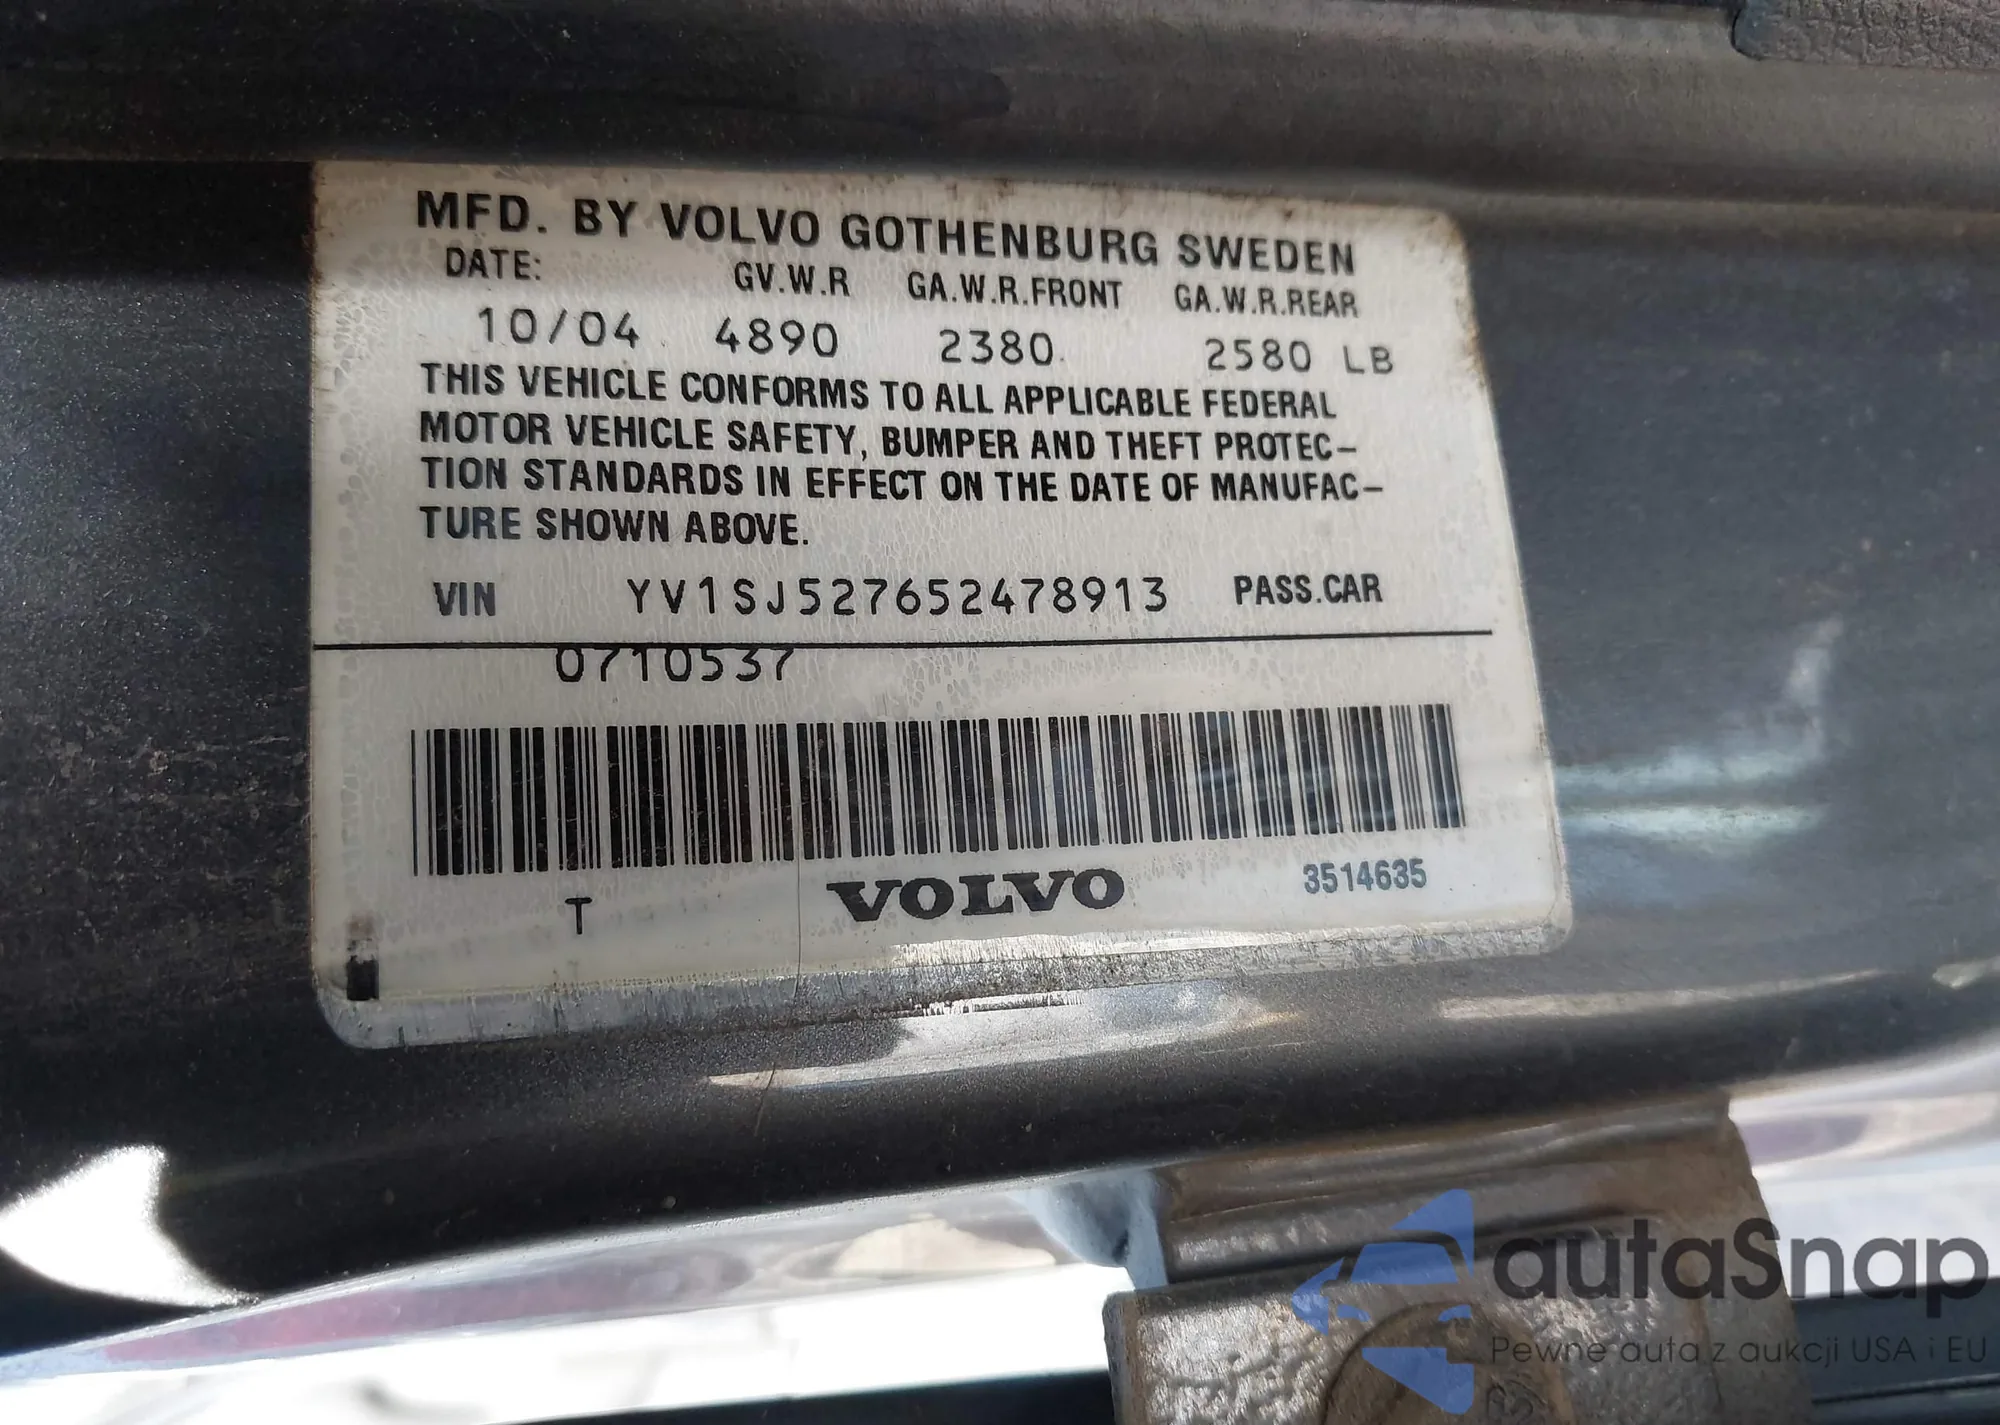 MFD. BY VOLVO GOTHENBURG SWEDEN
DATE: GV.W.R GA.W.R.FRONT GA.W.R.REAR
10/04 4890 2380 2580 LB
THIS VEHICLE CONFORMS TO ALL APPLICABLE FEDERAL
MOTOR VEHICLE SAFETY, BUMPER AND THEFT PROTEC-
TION STANDARDS IN EFFECT ON THE DATE OF MANUFAC-
TURE SHOWN ABOVE.
VIN YV1SJ527652478913 PASS.CAR
0710537
T VOLVO 3514635
autaSnap
Pewne auta z aukcji USA i EU